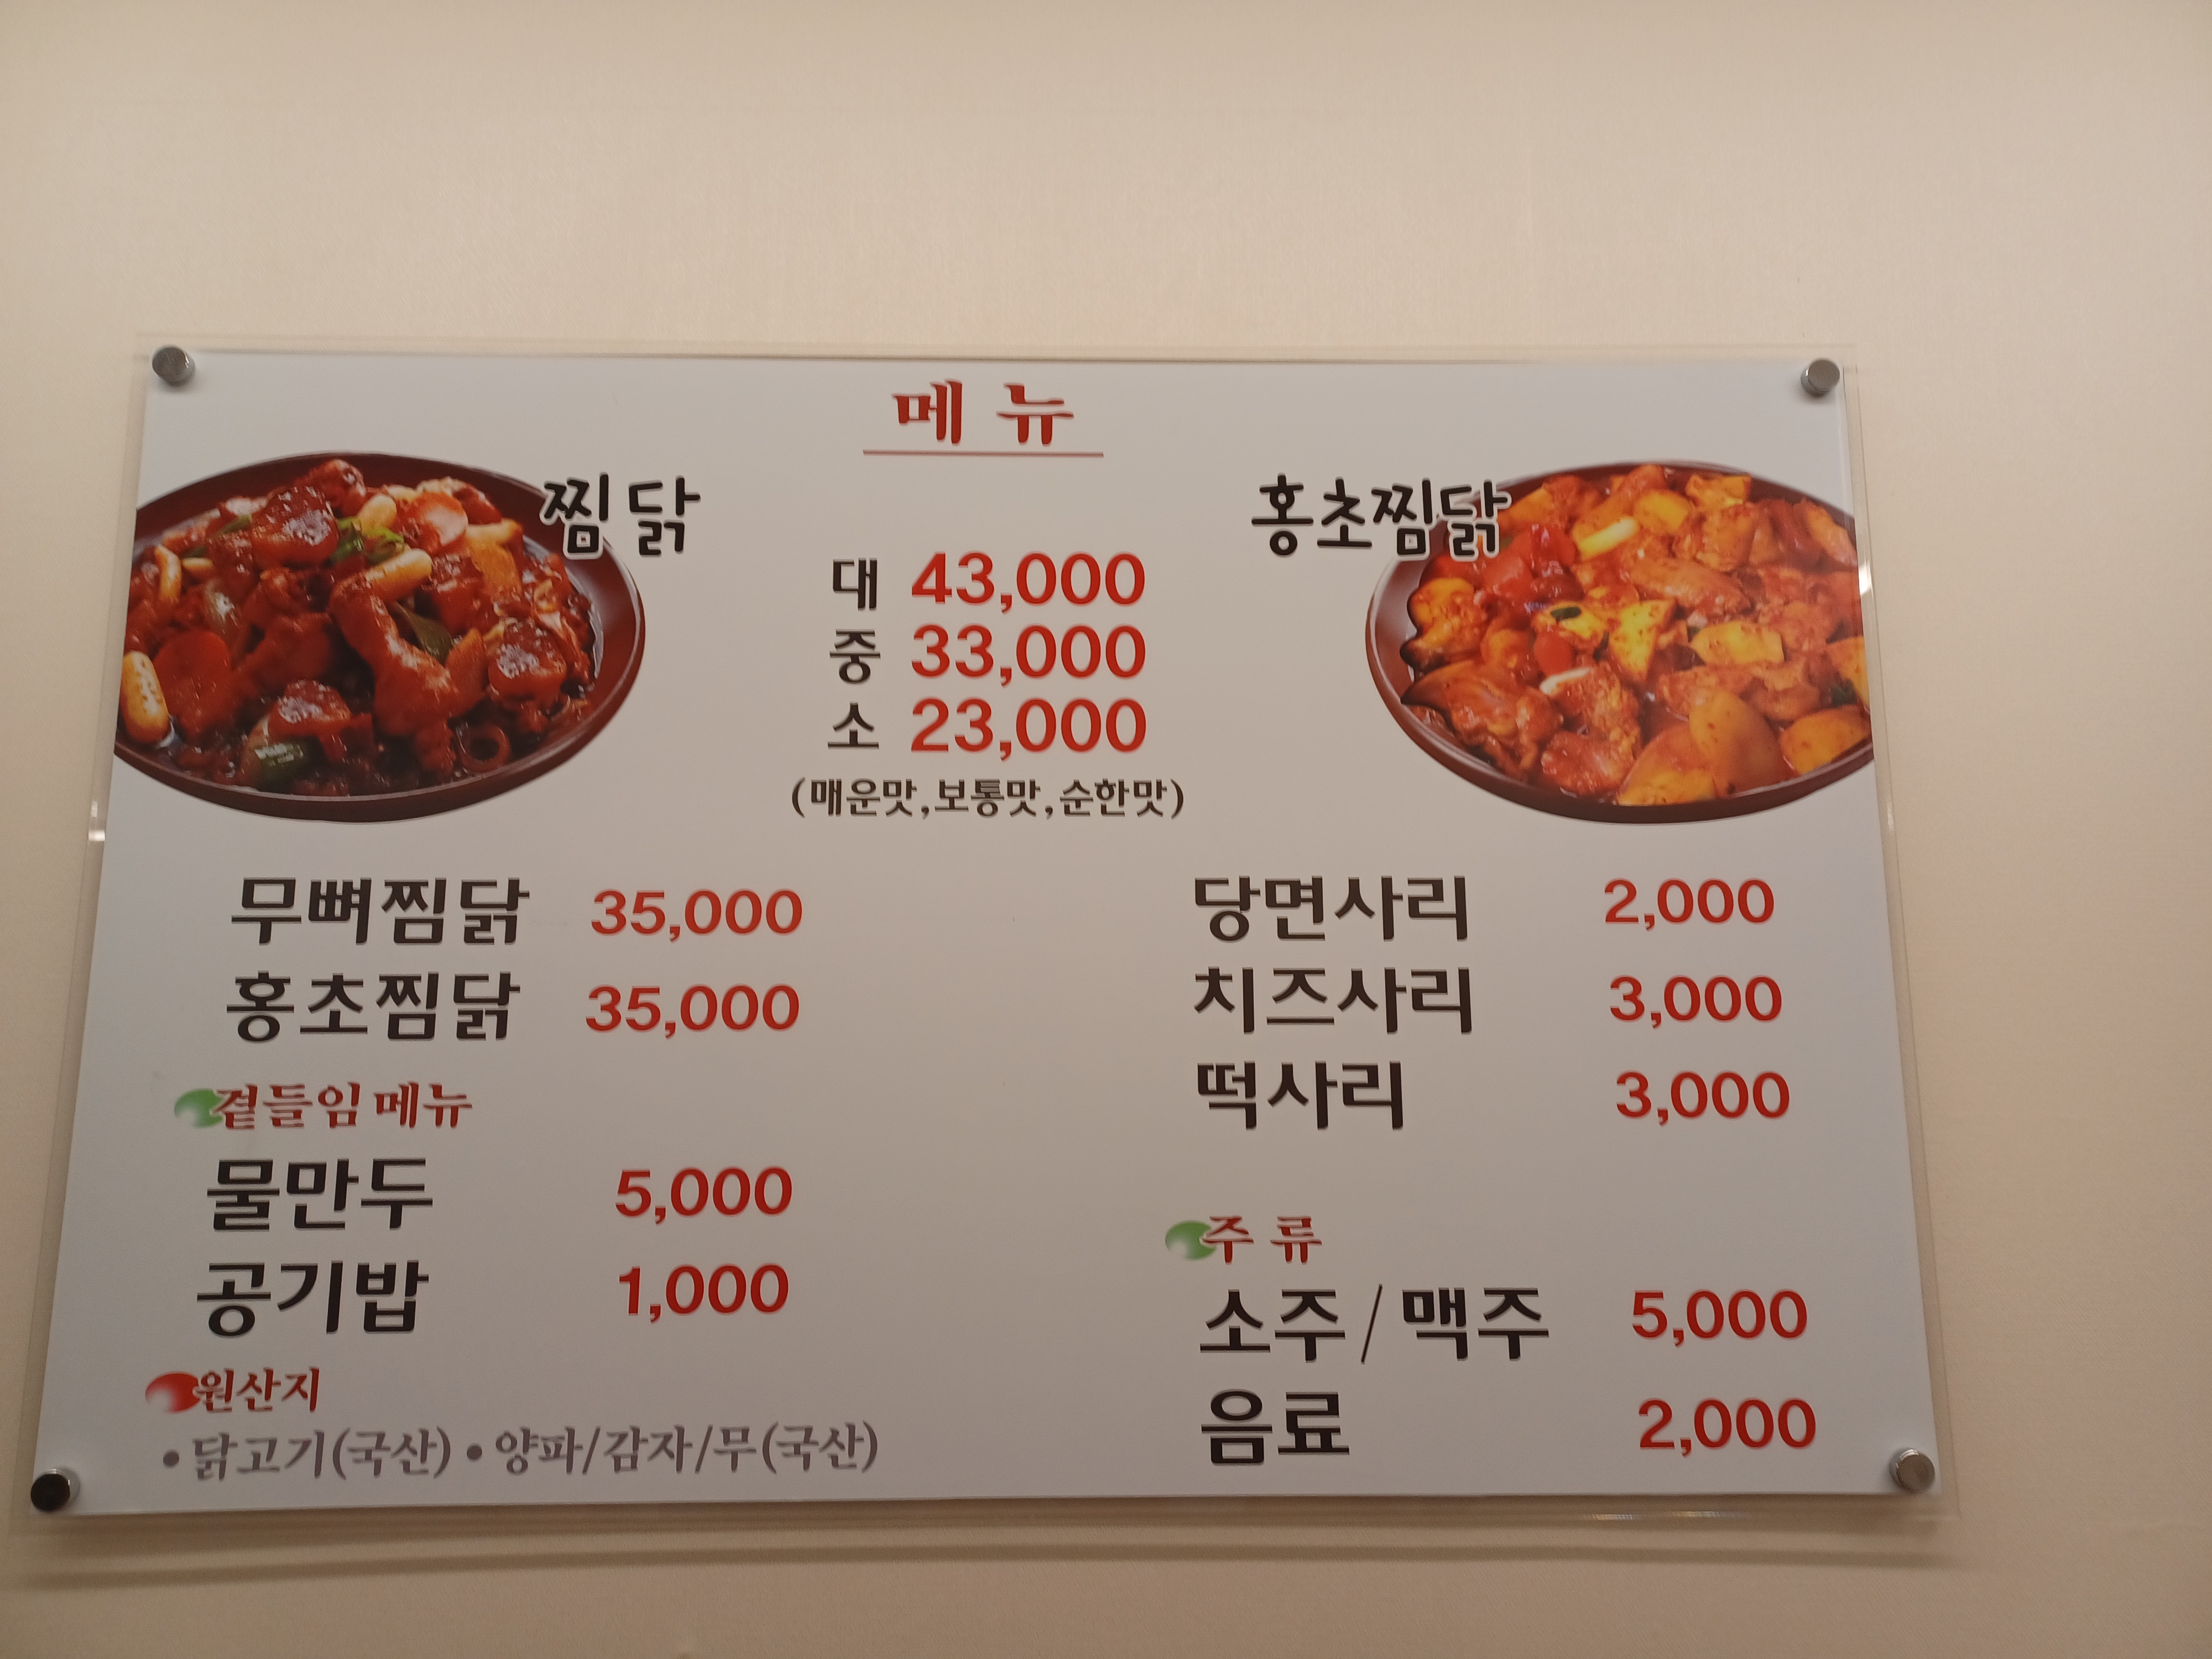 메뉴
찜닭
홍초찜닭
대 43,000
중 33,000
소 23,000
(매운맛,보통맛,순한맛)
무뼈찜닭 35,000
홍초찜닭 35,000
곁들임 메뉴
물만두 5,000
공기밥 1,000
원산지
•닭고기(국산) •양파/감자/무(국산)
당면사리 2,000
치즈사리 3,000
떡사리 3,000
주류
소주/맥주 5,000
음료 2,000